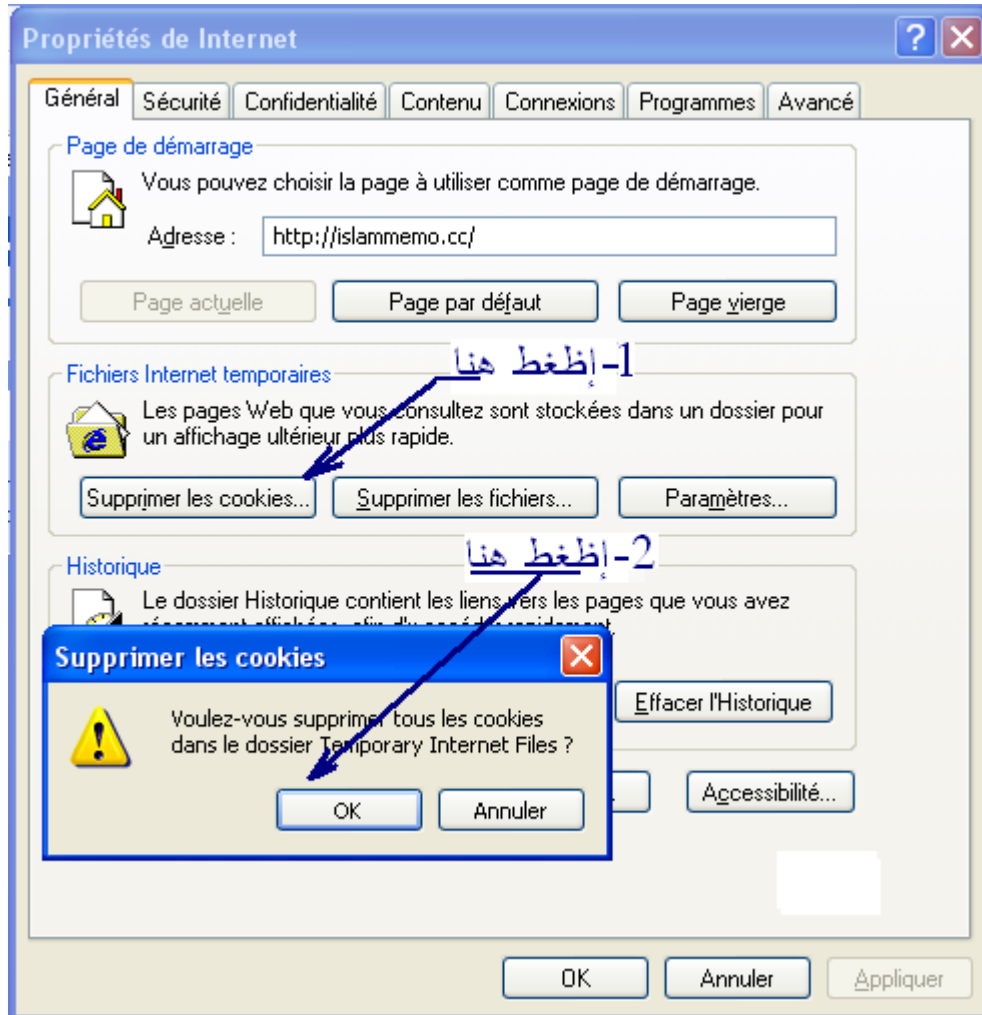 Propriétés de Internet
Général Sécurité Confidentialité Contenu Connexions Programmes Avancé
Page de démarrage
Vous pouvez choisir la page à utiliser comme page de démarrage.
Adresse : http://islammemo.cc/
Page actuelle Page par défaut Page vierge
1-إظغط هنا
Fichiers Internet temporaires
Les pages Web que vous consultez sont stockées dans un dossier pour
un affichage ultérieur plus rapide.
Supprimer les cookies... Supprimer les fichiers... Paramètres...
2-إظغط هنا
Historique
Le dossier Historique contient les liens vers les pages que vous avez
récemment affichées, afin d'y accéder rapidement.
Supprimer les cookies
Effacer l'Historique
Voulez-vous supprimer tous les cookies
dans le dossier Temporary Internet Files ?
OK Annuler
Accessibilité...
OK Annuler Appliquer